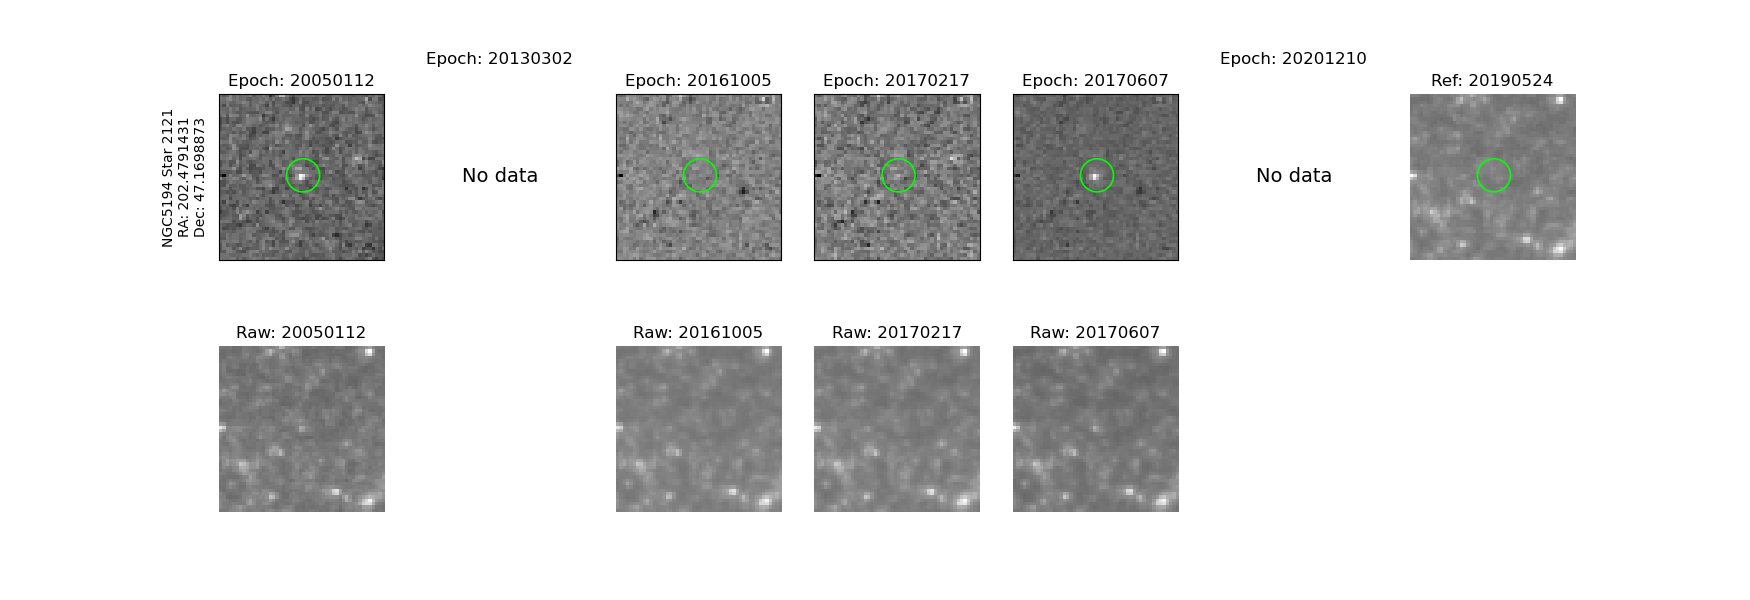 Epoch: 20130302
Epoch: 20201210
Epoch: 20050112
Epoch: 20161005
Epoch: 20170217
Epoch: 20170607
Ref: 20190524
NGC5194 Star 2121
RA: 202.4791431
Dec: 47.1698873
No data
No data
Raw: 20050112
Raw: 20161005
Raw: 20170217
Raw: 20170607